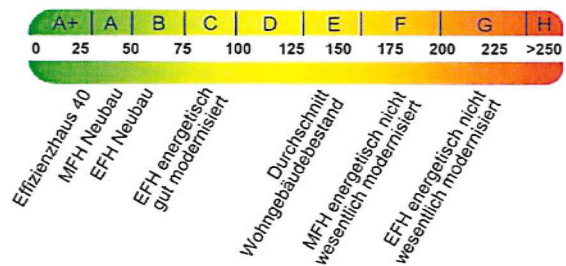 A+ A B C D E F G H
0 25 50 75 100 125 150 175 200 225 >250
Effizienzhaus 40
MFH Neubau
EFH Neubau
EFH energetisch
gut modernisiert
Durchschnitt
Wohngebäudebestand
MFH energetisch nicht
wesentlich modernisiert
EFH energetisch nicht
wesentlich modernisiert